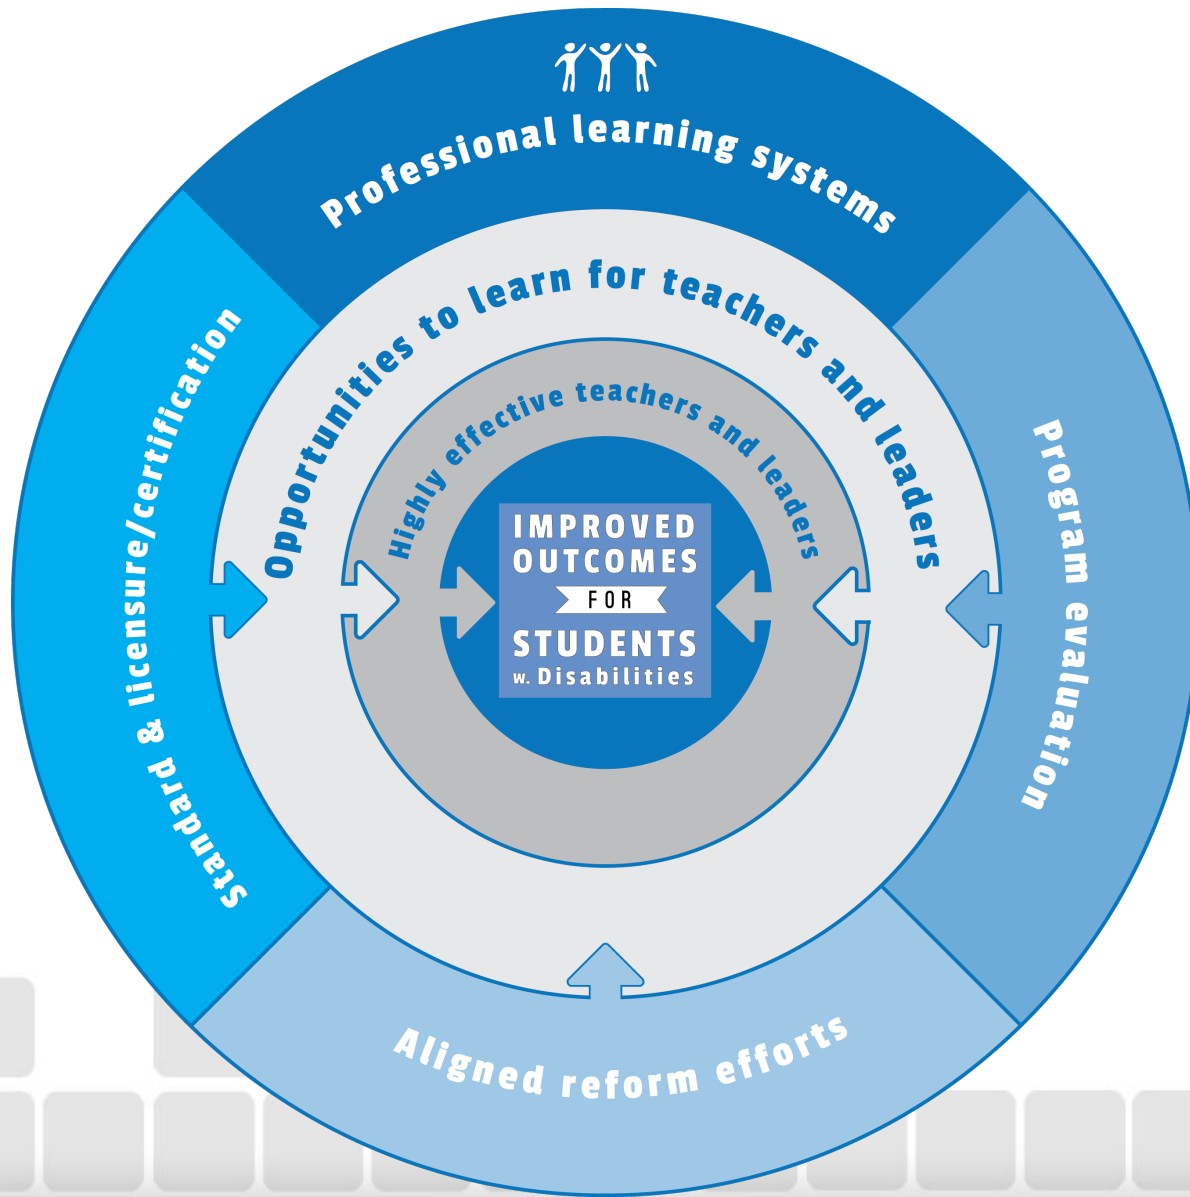 Professional learning systems
Opportunities to learn for teachers and leaders
Highly effective teachers and leaders
IMPROVED
OUTCOMES
FOR
STUDENTS
w. Disabilities
Standard & licensure/certification
Program evaluation
Aligned reform efforts